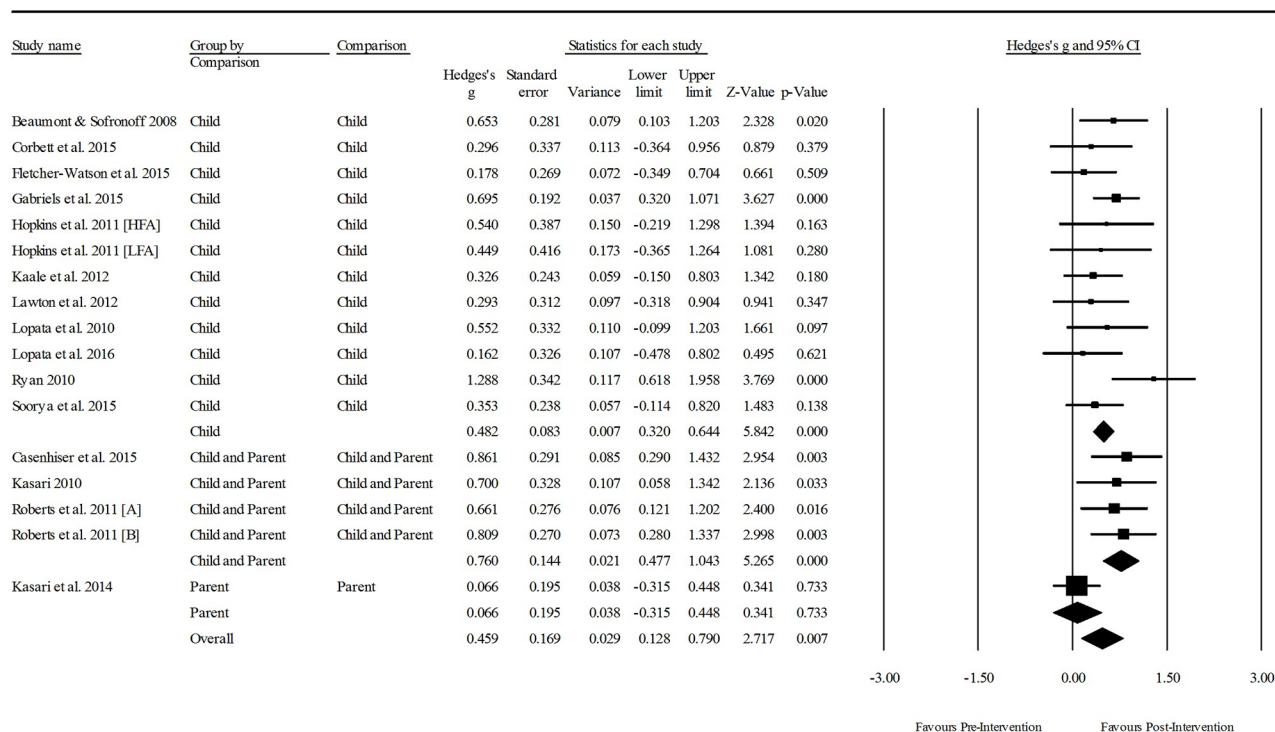 Study name Group by Comparison Statistics for each study Hedges's g and 95% CI
Comparison
Hedges's Standard Lower Upper
g error Variance limit limit Z-Value p-Value
Beaumont & Sofronoff 2008 Child Child 0.653 0.281 0.079 0.103 1.203 2.328 0.020
Corbett et al. 2015 Child Child 0.296 0.337 0.113 -0.364 0.956 0.879 0.379
Fletcher-Watson et al. 2015 Child Child 0.178 0.269 0.072 -0.349 0.704 0.661 0.509
Gabriels et al. 2015 Child Child 0.695 0.192 0.037 0.320 1.071 3.627 0.000
Hopkins et al. 2011 [HFA] Child Child 0.540 0.387 0.150 -0.219 1.298 1.394 0.163
Hopkins et al. 2011 [LFA] Child Child 0.449 0.416 0.173 -0.365 1.264 1.081 0.280
Kaale et al. 2012 Child Child 0.326 0.243 0.059 -0.150 0.803 1.342 0.180
Lawton et al. 2012 Child Child 0.293 0.312 0.097 -0.318 0.904 0.941 0.347
Lopata et al. 2010 Child Child 0.552 0.332 0.110 -0.099 1.203 1.661 0.097
Lopata et al. 2016 Child Child 0.162 0.326 0.107 -0.478 0.802 0.495 0.621
Ryan 2010 Child Child 1.288 0.342 0.117 0.618 1.958 3.769 0.000
Soorya et al. 2015 Child Child 0.353 0.238 0.057 -0.114 0.820 1.483 0.138
Child 0.482 0.083 0.007 0.320 0.644 5.842 0.000
Casenhiser et al. 2015 Child and Parent Child and Parent 0.861 0.291 0.085 0.290 1.432 2.954 0.003
Kasari 2010 Child and Parent Child and Parent 0.700 0.328 0.107 0.058 1.342 2.136 0.033
Roberts et al. 2011 [A] Child and Parent Child and Parent 0.661 0.276 0.076 0.121 1.202 2.400 0.016
Roberts et al. 2011 [B] Child and Parent Child and Parent 0.809 0.270 0.073 0.280 1.337 2.998 0.003
Child and Parent 0.760 0.144 0.021 0.477 1.043 5.265 0.000
Kasari et al. 2014 Parent Parent 0.066 0.195 0.038 -0.315 0.448 0.341 0.733
Parent 0.066 0.195 0.038 -0.315 0.448 0.341 0.733
Overall 0.459 0.169 0.029 0.128 0.790 2.717 0.007
-3.00 -1.50 0.00 1.50 3.00
Favours Pre-Intervention Favours Post-Intervention